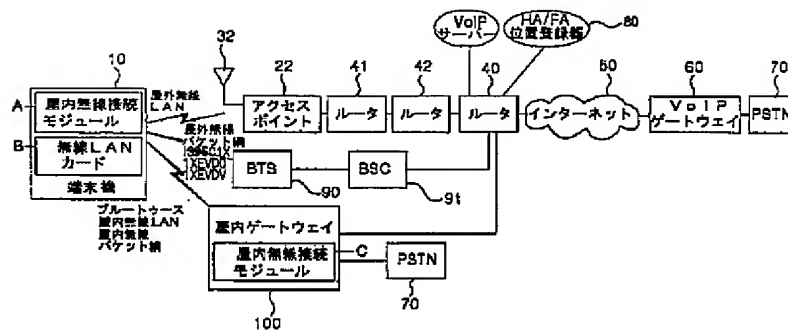 VoIP
サーバー
HA/FA
位置登録器
80
32
10
22
41
42
40
50
60
70
A
屋内無線接続
モジュール
B
無線LAN
カード
端末機
屋外無線
LAN
アクセス
ポイント
ルータ
ルータ
ルータ
インターネット
VoIP
ゲートウェイ
PSTN
屋外無線
パケット網
IS95C1X
1XEVDO
1XEVDV
BTS
90
BSC
91
ブルートゥース
屋内無線LAN
屋内無線
パケット網
屋内ゲートウェイ
屋内無線接続
モジュール
C
PSTN
70
100